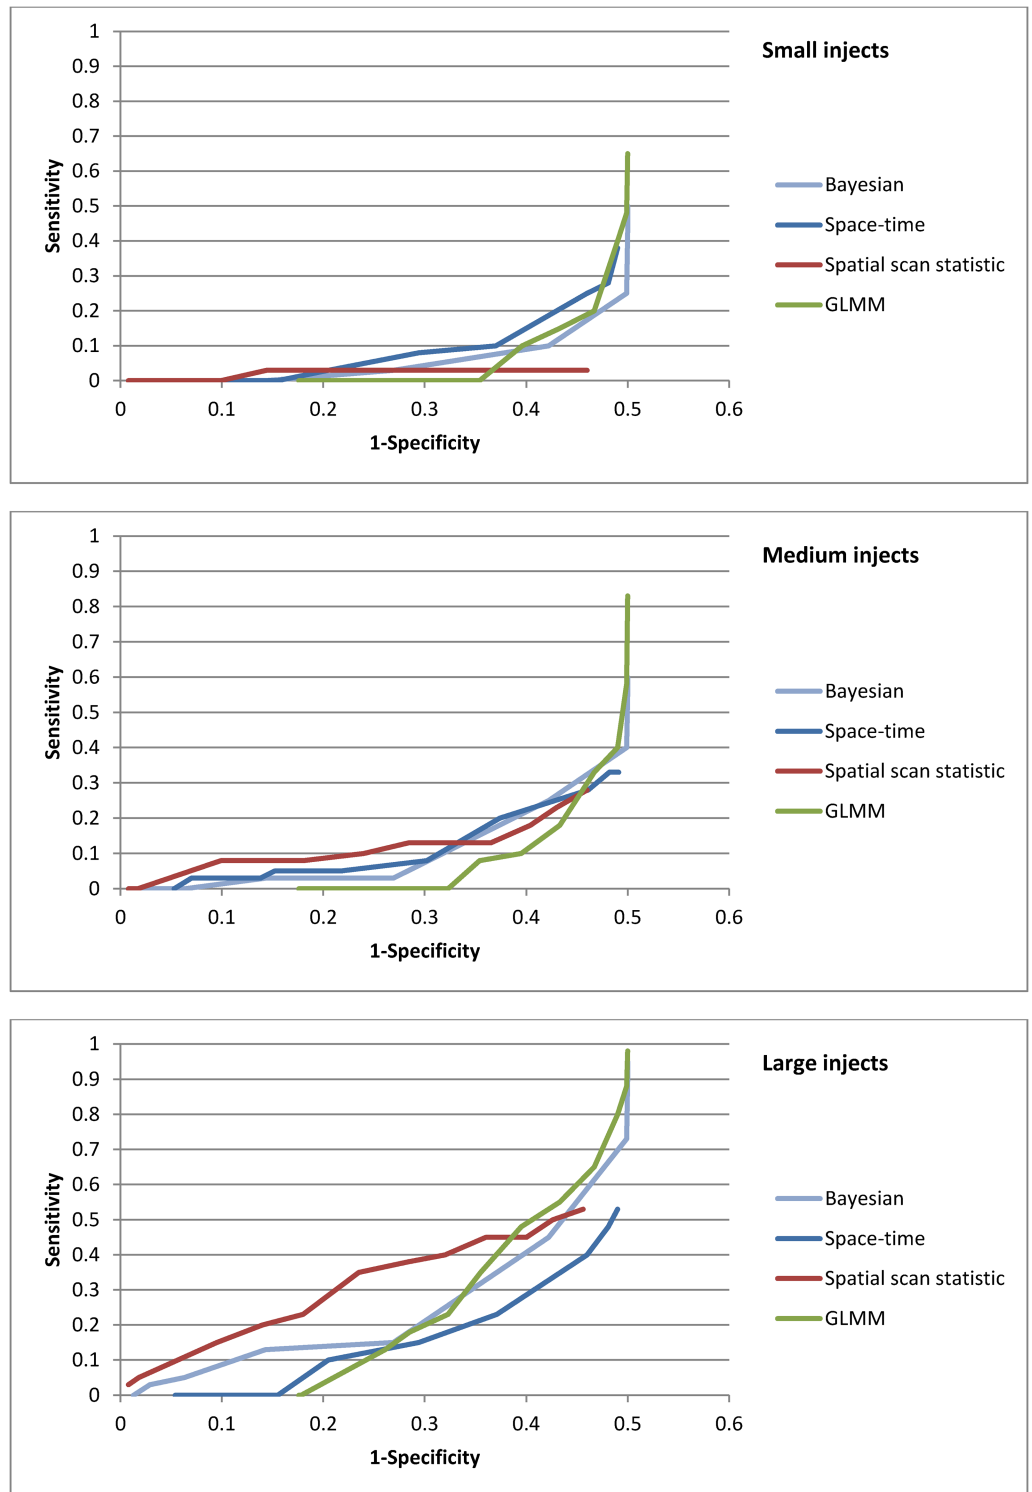 Small injects
1
0.9
0.8
0.7
0.6
0.5
0.4
0.3
0.2
0.1
0
Sensitivity
0 0.1 0.2 0.3 0.4 0.5 0.6
1-Specificity
Bayesian
Space-time
Spatial scan statistic
GLMM
Medium injects
1
0.9
0.8
0.7
0.6
0.5
0.4
0.3
0.2
0.1
0
Sensitivity
0 0.1 0.2 0.3 0.4 0.5 0.6
1-Specificity
Bayesian
Space-time
Spatial scan statistic
GLMM
Large injects
1
0.9
0.8
0.7
0.6
0.5
0.4
0.3
0.2
0.1
0
Sensitivity
0 0.1 0.2 0.3 0.4 0.5 0.6
1-Specificity
Bayesian
Space-time
Spatial scan statistic
GLMM